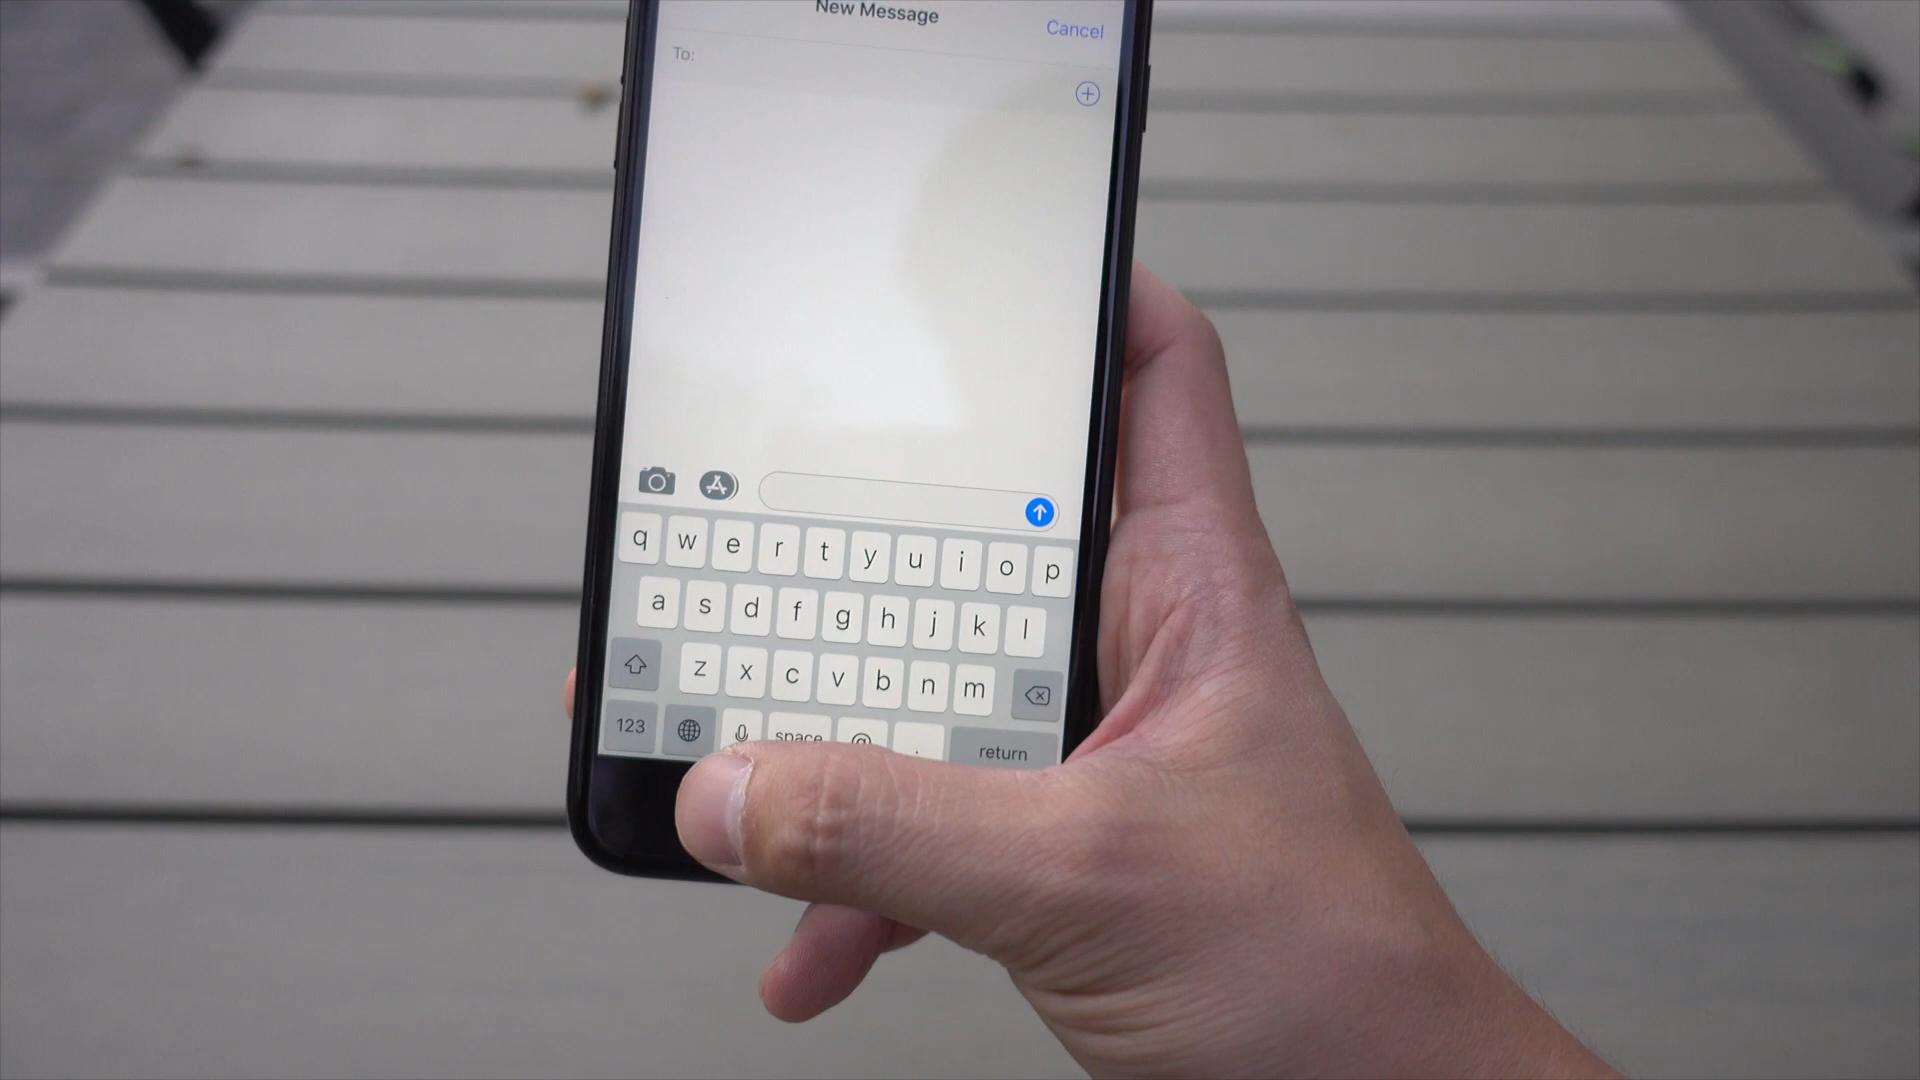 New Message
Cancel
To:
q w e r t y u i o p
a s d f g h j k l
z x c v b n m
123 space @ . return